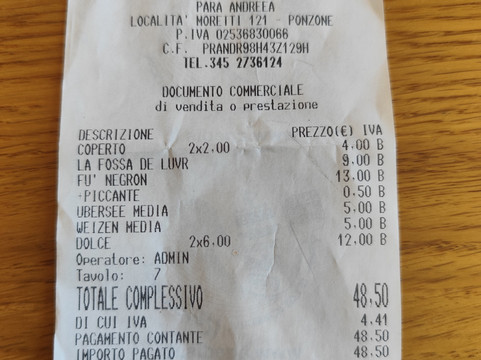 PARA ANDREEA
LOCALITA' MORETTI 121 - PONZONE
P.IVA 02536830066
C.F. PRANDR98H43Z129H
TEL.345 2736124
DOCUMENTO COMMERCIALE
di vendita o prestazione
DESCRIZIONE PREZZO(€) IVA
COPERTO 2x2.00 4.00 B
LA FOSSA DE LUVR 9.00 B
FU' NEGRON 13.00 B
+PICCANTE 0.50 B
UBERSEE MEDIA 5.00 B
WEIZEN MEDIA 5.00 B
DOLCE 2x6.00 12.00 B
Operatore: ADMIN
Tavolo: 7
TOTALE COMPLESSIVO 48.50
DI CUI IVA 4.41
PAGAMENTO CONTANTE 48.50
IMPORTO PAGATO 48.50